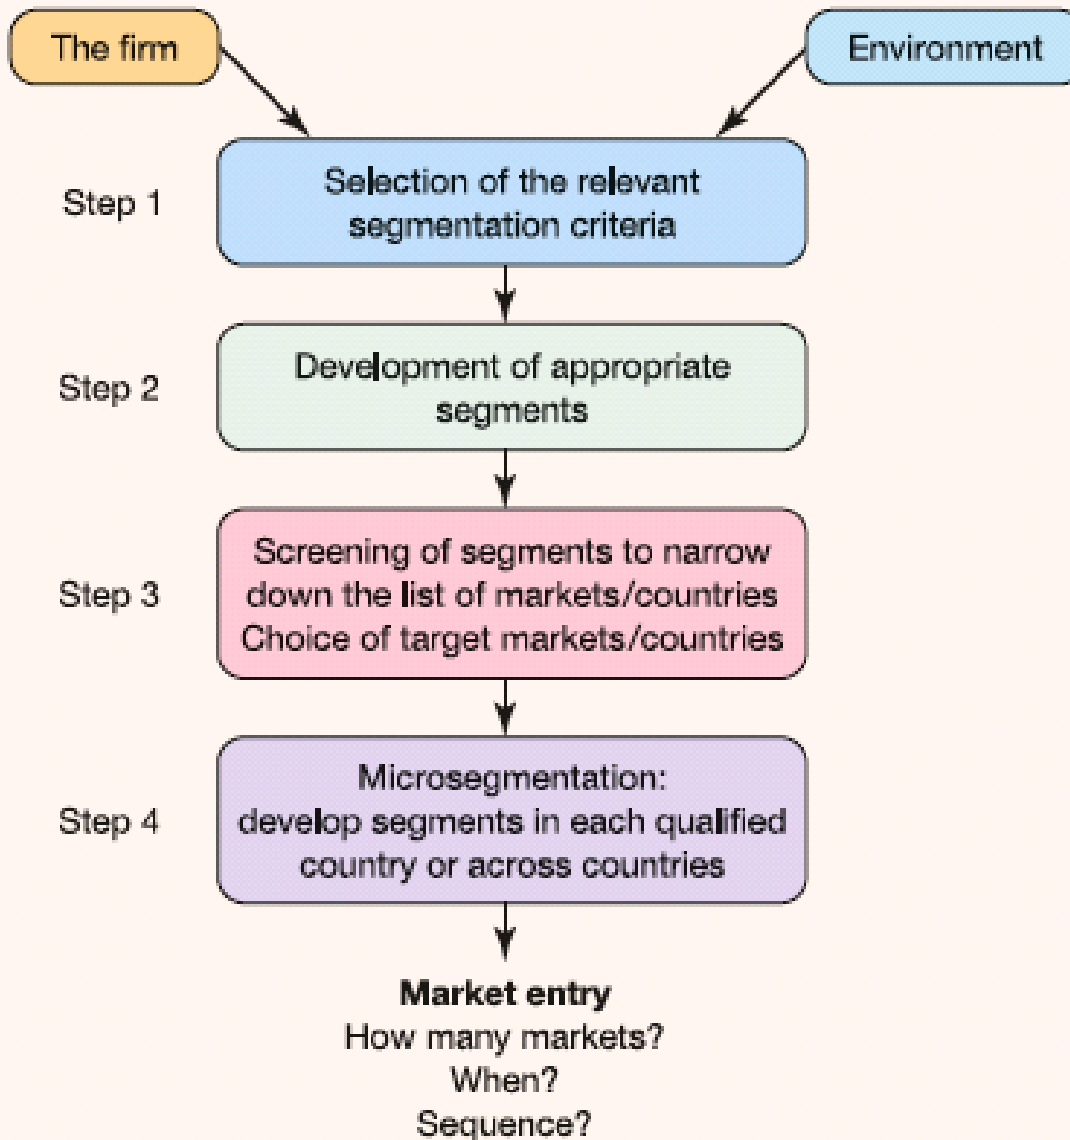 The firm
Environment
Step 1
Selection of the relevant
segmentation criteria
Step 2
Development of appropriate
segments
Step 3
Screening of segments to narrow
down the list of markets/countries
Choice of target markets/countries
Step 4
Microsegmentation:
develop segments in each qualified
country or across countries
Market entry
How many markets?
When?
Sequence?